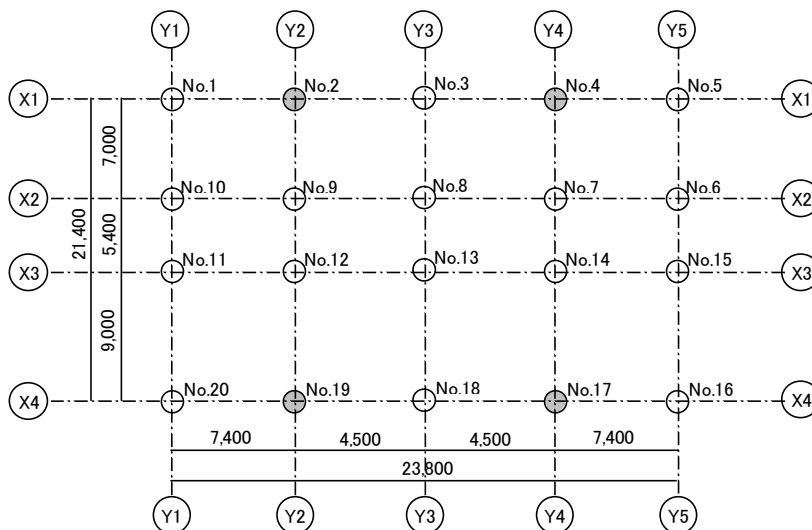 Y1 Y2 Y3 Y4 Y5
X1 No.1 No.2 No.3 No.4 No.5 X1
7,000
X2 No.10 No.9 No.8 No.7 No.6 X2
21,400 5,400
X3 No.11 No.12 No.13 No.14 No.15 X3
9,000
X4 No.20 No.19 No.18 No.17 No.16 X4
7,400 4,500 4,500 7,400
23,800
Y1 Y2 Y3 Y4 Y5